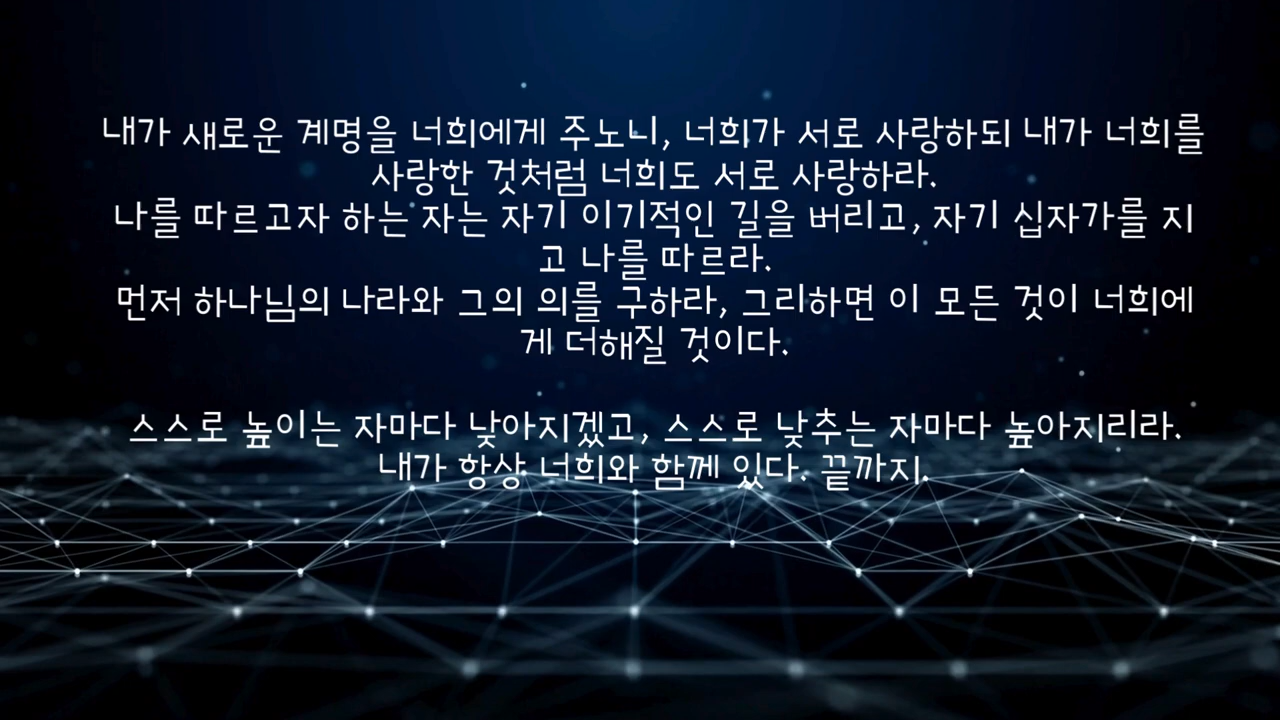 내가 새로운 계명을 너희에게 주노니, 너희가 서로 사랑하되 내가 너희를
사랑한 것처럼 너희도 서로 사랑하라.
나를 따르고자 하는 자는 자기 이기적인 길을 버리고, 자기 십자가를 지
고 나를 따르라.
먼저 하나님의 나라와 그의 의를 구하라, 그리하면 이 모든 것이 너희에
게 더해질 것이다.
스스로 높이는 자마다 낮아지겠고, 스스로 낮추는 자마다 높아지리라.
내가 항상 너희와 함께 있다. 끝까지.